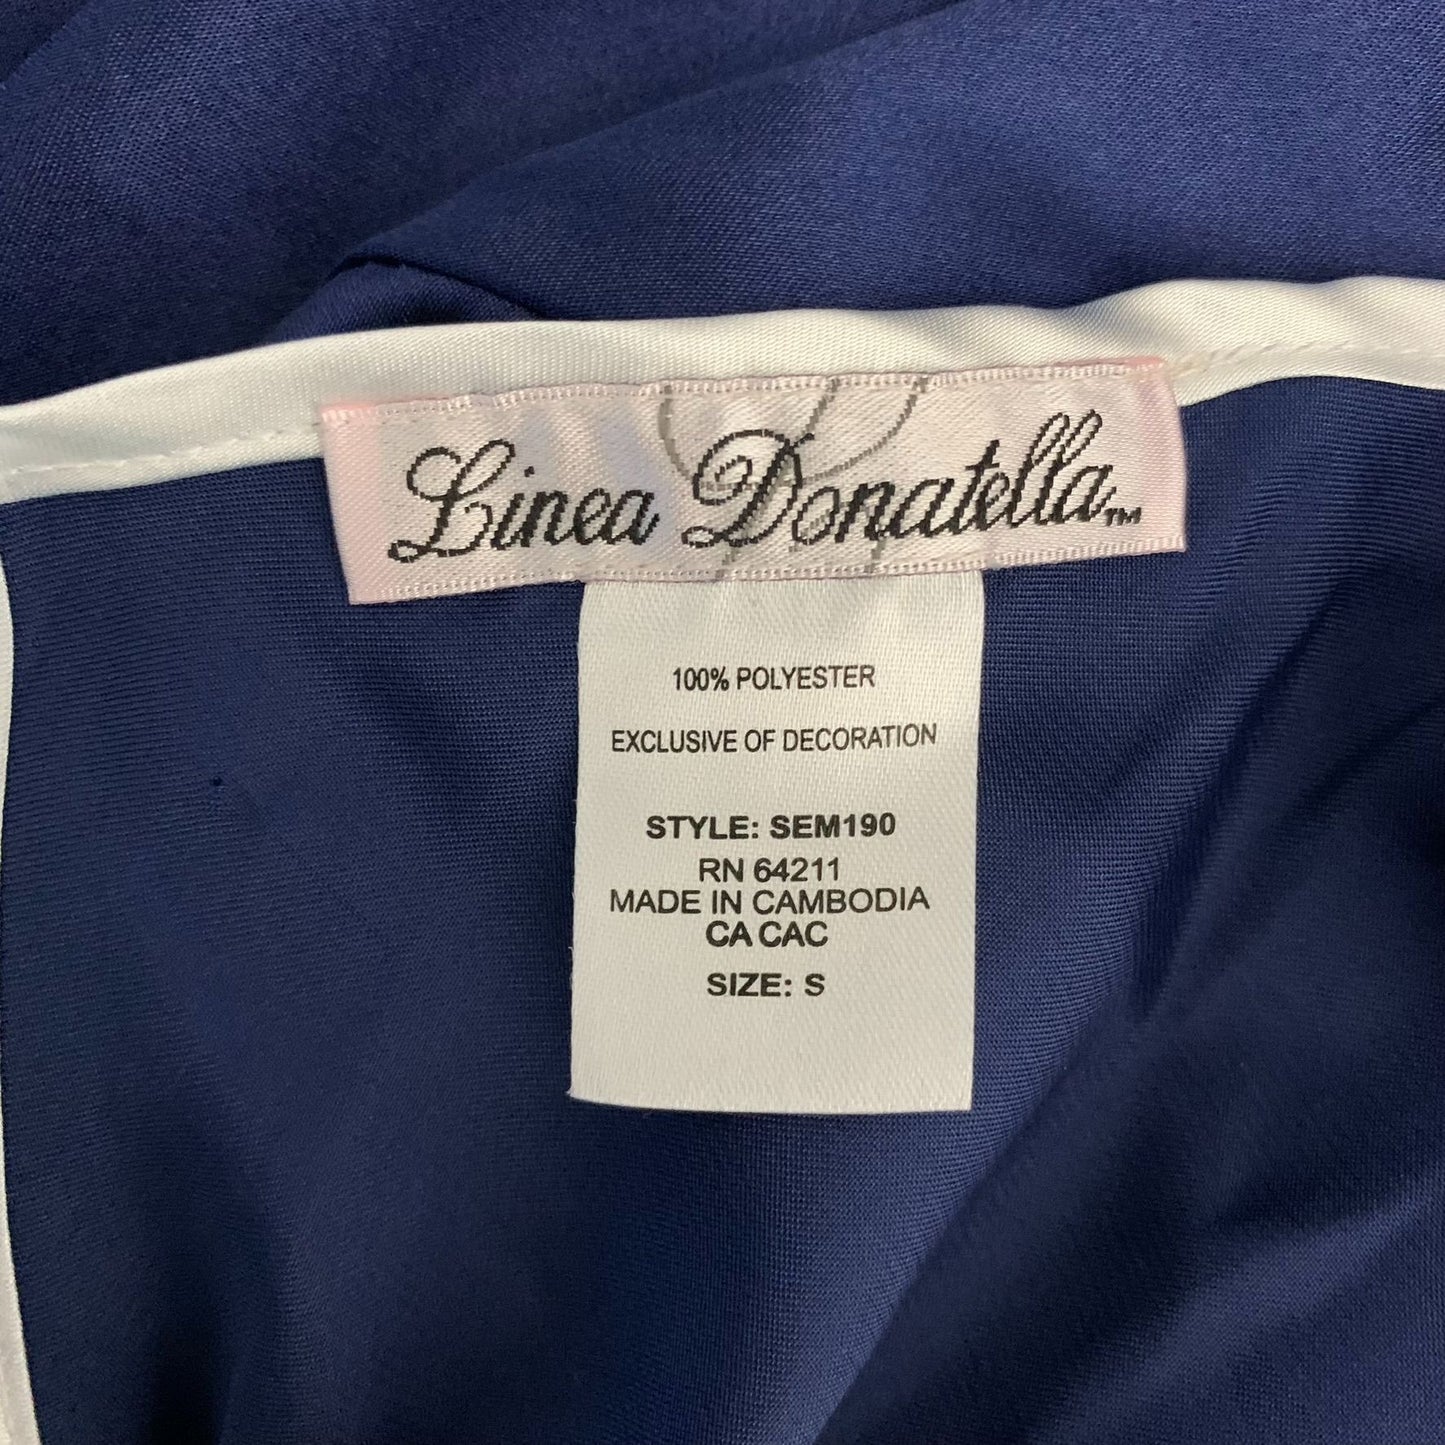 Linea Donatella™
100% POLYESTER
EXCLUSIVE OF DECORATION
STYLE: SEM190
RN 64211
MADE IN CAMBODIA
CA CAC
SIZE: S